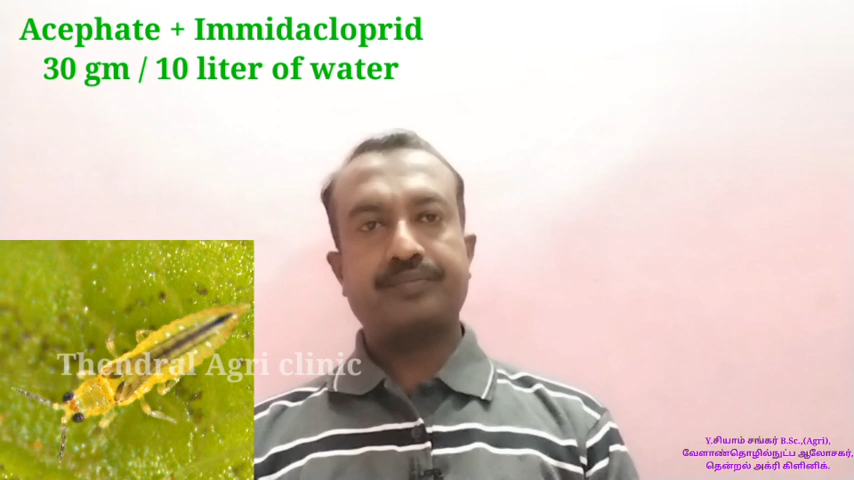 Acephate + Immidacloprid
30 gm / 10 liter of water
Thendral Agri clinic
Y.சியாம் சங்கர் B.Sc.,(Agri),
வேளாண்தொழில்நுட்ப ஆலோசகர்,
தென்றல் அக்ரி கிளினிக்.